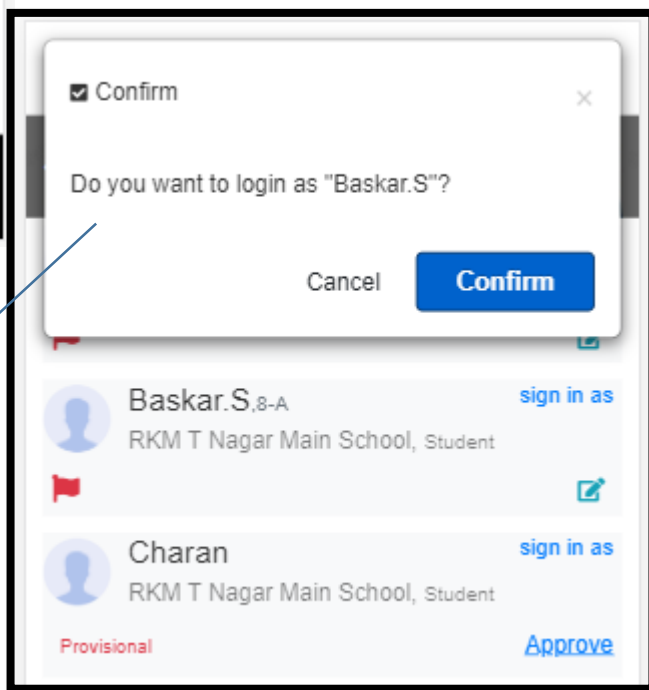 Confirm
×
Do you want to login as "Baskar.S"?
Cancel Confirm
Baskar.S,8-A sign in as
RKM T Nagar Main School, Student
Charan sign in as
RKM T Nagar Main School, Student
Provisional Approve